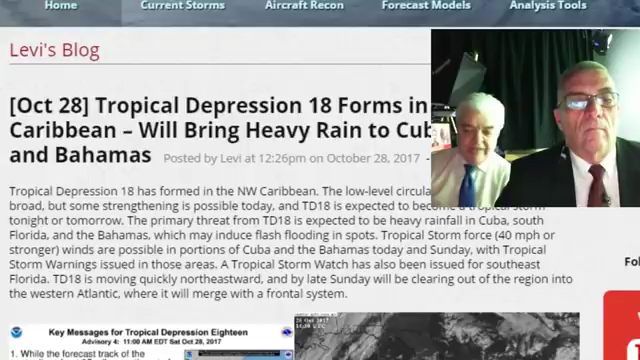 Home Current Storms Aircraft Recon Forecast Models Analysis Tools
Levi's Blog
[Oct 28] Tropical Depression 18 Forms in
Caribbean – Will Bring Heavy Rain to Cub
and Bahamas Posted by Levi at 12:26pm on October 28, 2017 -
Tropical Depression 18 has formed in the NW Caribbean. The low-level circula
broad, but some strengthening is possible today, and TD18 is expected to become a tropical storm
tonight or tomorrow. The primary threat from TD18 is expected to be heavy rainfall in Cuba, south
Florida, and the Bahamas, which may induce flash flooding in spots. Tropical Storm force (40 mph or
stronger) winds are possible in portions of Cuba and the Bahamas today and Sunday, with Tropical
Storm Warnings issued in those areas. A Tropical Storm Watch has also been issued for southeast
Florida. TD18 is moving quickly northeastward, and by late Sunday will be clearing out of the region into
the western Atlantic, where it will merge with a frontal system.
Fol
Key Messages for Tropical Depression Eighteen
Advisory 4: 11:00 AM EDT Sat Oct 28, 2017
1. While the forecast track of the
28 Oct 2017